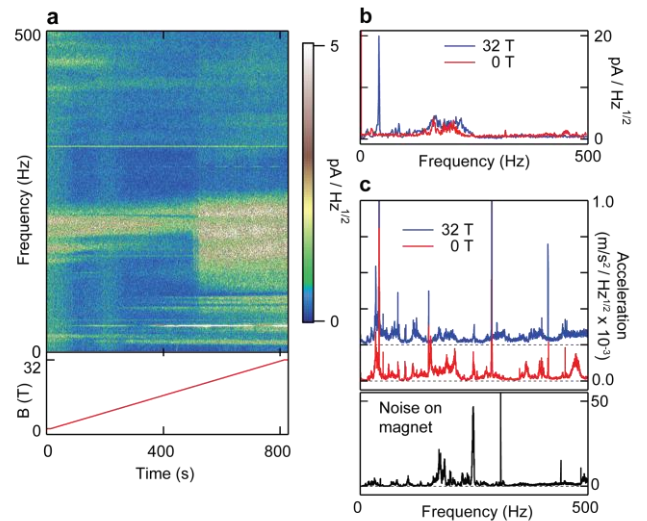 a
500
Frequency (Hz)
0
32
B (T)
0
0
400
800
Time (s)
5
pA / Hz1/2
0
b
32 T
0 T
20
pA / Hz1/2
0
0
Frequency (Hz)
500
c
32 T
0 T
1.0
Acceleration
(m/s2 / Hz1/2 x 10-3)
0.0
Noise on
magnet
50
0
0
Frequency (Hz)
500